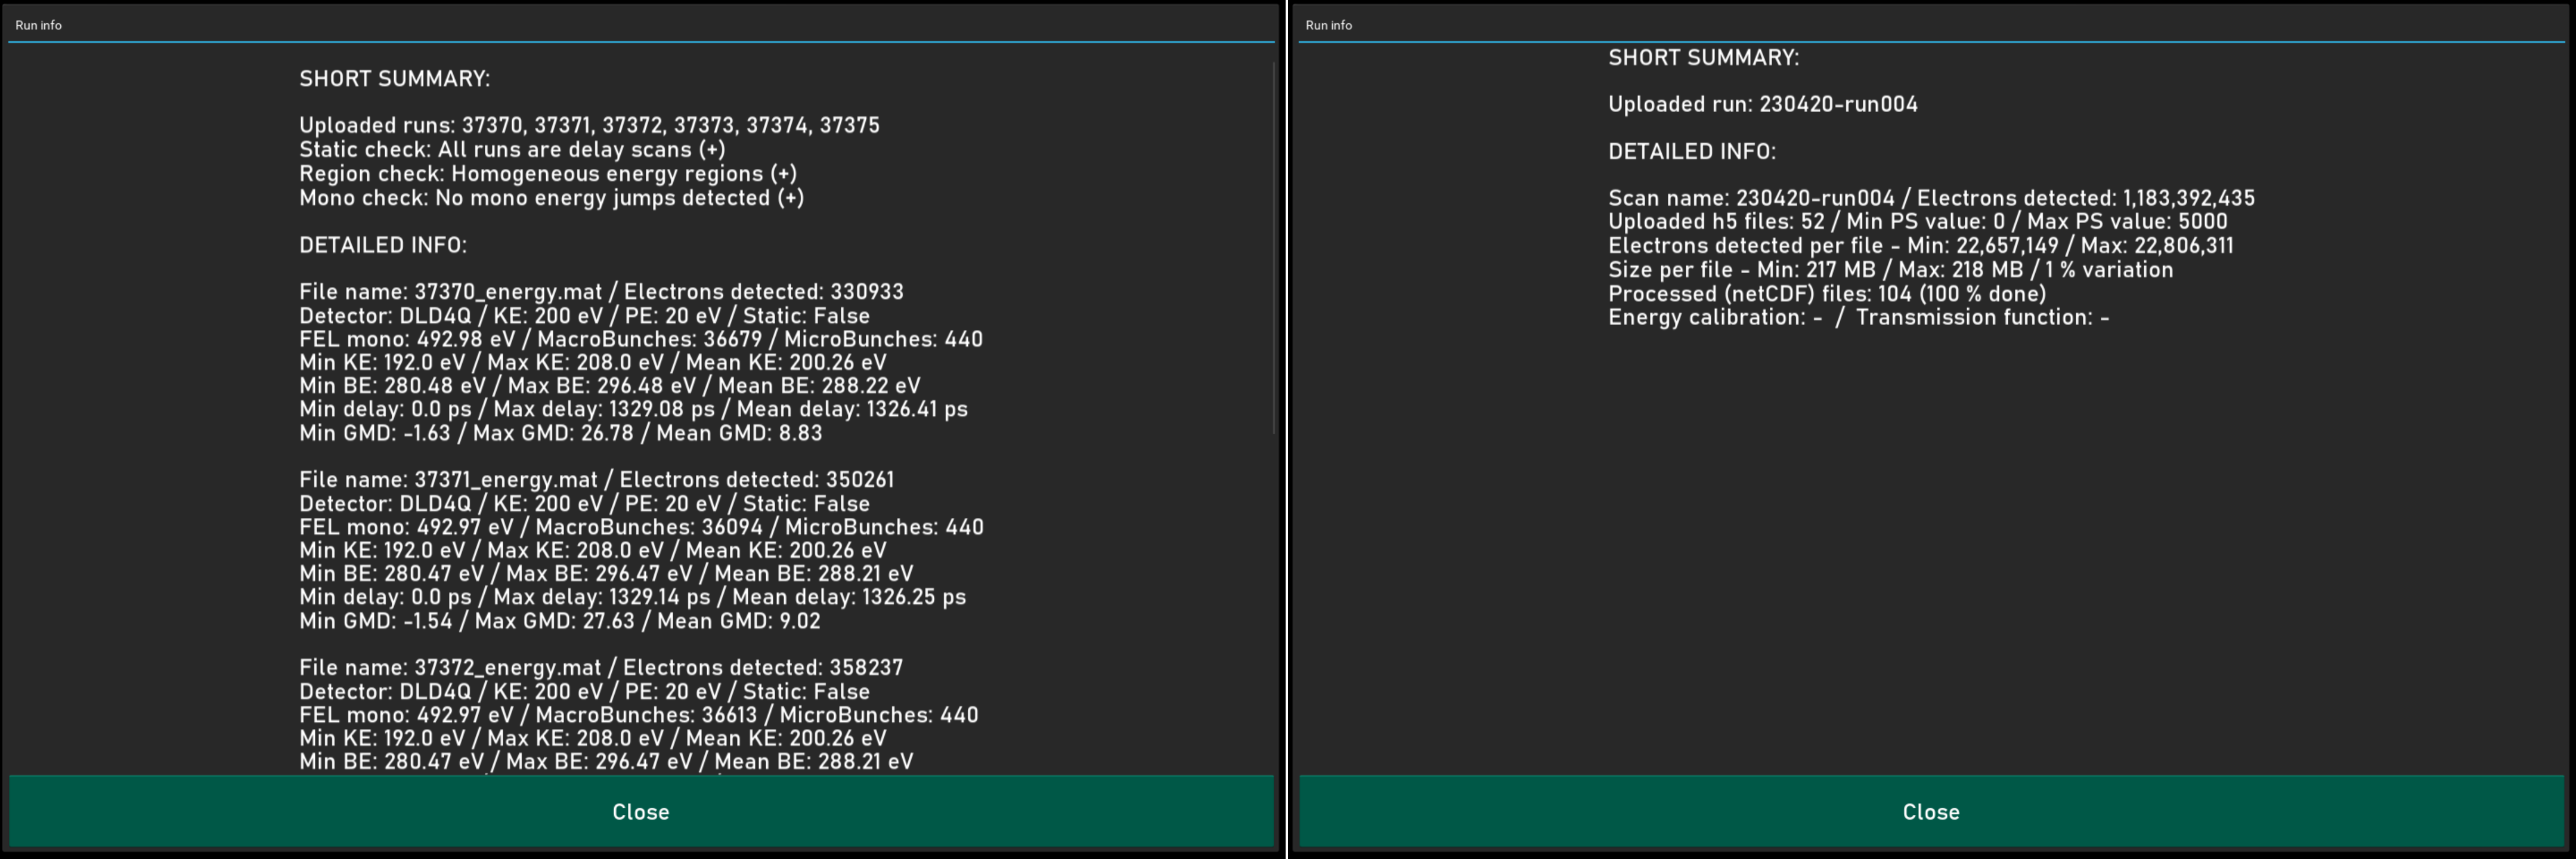 Run info
SHORT SUMMARY:
Uploaded runs: 37370, 37371, 37372, 37373, 37374, 37375
Static check: All runs are delay scans (+)
Region check: Homogeneous energy regions (+)
Mono check: No mono energy jumps detected (+)
DETAILED INFO:
File name: 37370_energy.mat / Electrons detected: 330933
Detector: DLD4Q / KE: 200 eV / PE: 20 eV / Static: False
FEL mono: 492.98 eV / MacroBunches: 36679 / MicroBunches: 440
Min KE: 192.0 eV / Max KE: 208.0 eV / Mean KE: 200.26 eV
Min BE: 280.48 eV / Max BE: 296.48 eV / Mean BE: 288.22 eV
Min delay: 0.0 ps / Max delay: 1329.08 ps / Mean delay: 1326.41 ps
Min GMD: -1.63 / Max GMD: 26.78 / Mean GMD: 8.83
File name: 37371_energy.mat / Electrons detected: 350261
Detector: DLD4Q / KE: 200 eV / PE: 20 eV / Static: False
FEL mono: 492.97 eV / MacroBunches: 36094 / MicroBunches: 440
Min KE: 192.0 eV / Max KE: 208.0 eV / Mean KE: 200.26 eV
Min BE: 280.47 eV / Max BE: 296.47 eV / Mean BE: 288.21 eV
Min delay: 0.0 ps / Max delay: 1329.14 ps / Mean delay: 1326.25 ps
Min GMD: -1.54 / Max GMD: 27.63 / Mean GMD: 9.02
File name: 37372_energy.mat / Electrons detected: 358237
Detector: DLD4Q / KE: 200 eV / PE: 20 eV / Static: False
FEL mono: 492.97 eV / MacroBunches: 36613 / MicroBunches: 440
Min KE: 192.0 eV / Max KE: 208.0 eV / Mean KE: 200.26 eV
Min BE: 280.47 eV / Max BE: 296.47 eV / Mean BE: 288.21 eV
Close
Run info
SHORT SUMMARY:
Uploaded run: 230420-run004
DETAILED INFO:
Scan name: 230420-run004 / Electrons detected: 1,183,392,435
Uploaded h5 files: 52 / Min PS value: 0 / Max PS value: 5000
Electrons detected per file - Min: 22,657,149 / Max: 22,806,311
Size per file - Min: 217 MB / Max: 218 MB / 1 % variation
Processed (netCDF) files: 104 (100 % done)
Energy calibration: - / Transmission function: -
Close